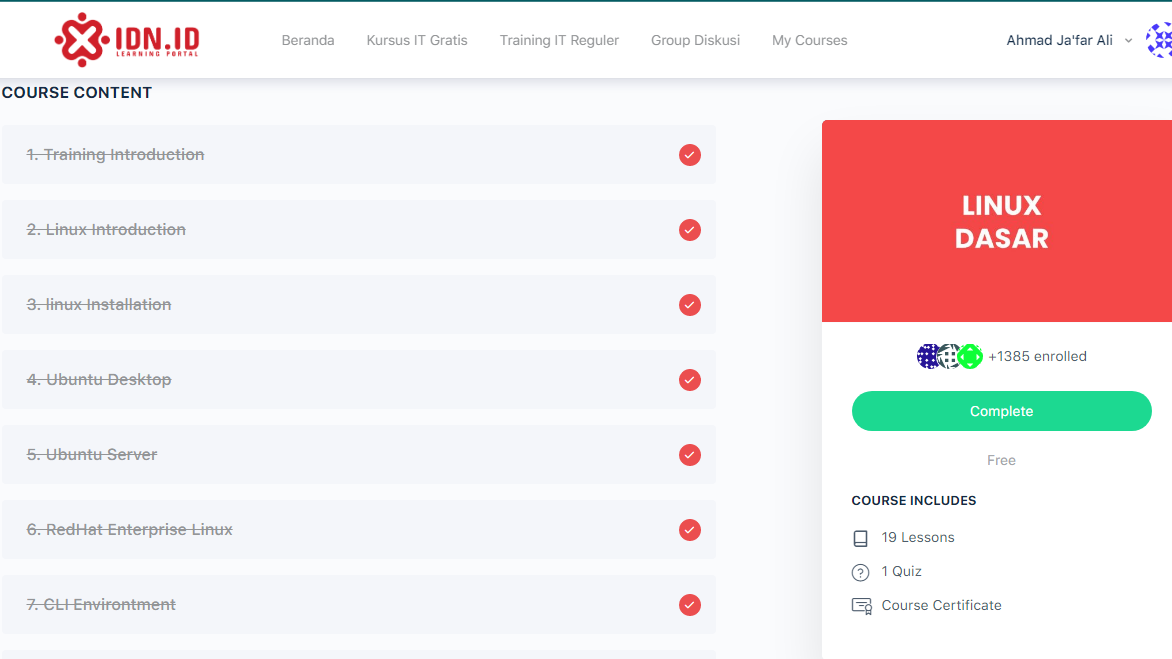 IDN.ID
LEARNING PORTAL
Beranda
Kursus IT Gratis
Training IT Reguler
Group Diskusi
My Courses
Ahmad Ja'far Ali
COURSE CONTENT
1. Training Introduction
2. Linux Introduction
3. linux Installation
4. Ubuntu Desktop
5. Ubuntu Server
6. RedHat Enterprise Linux
7. CLI Environtment
LINUX
DASAR
+1385 enrolled
Complete
Free
COURSE INCLUDES
19 Lessons
1 Quiz
Course Certificate